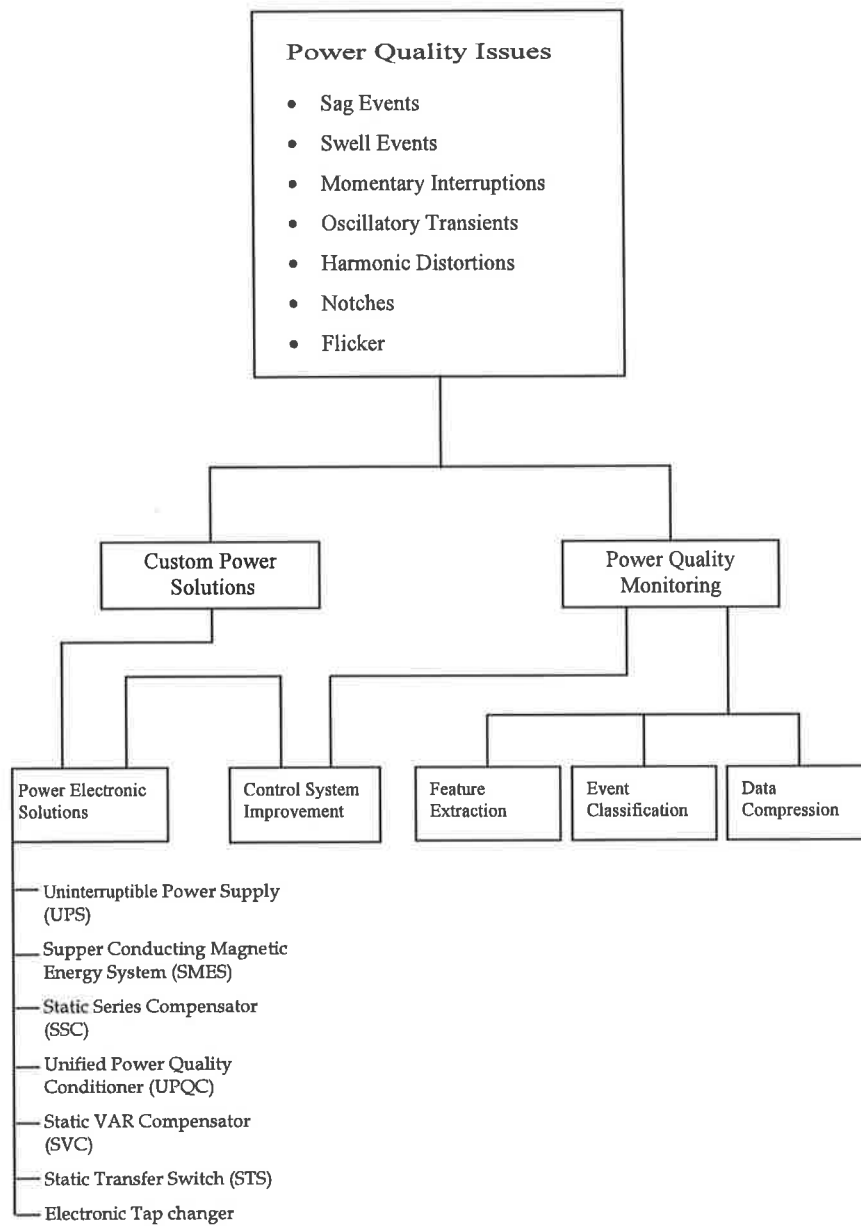 Power Quality Issues
• Sag Events
• Swell Events
• Momentary Interruptions
• Oscillatory Transients
• Harmonic Distortions
• Notches
• Flicker
Custom Power
Solutions
Power Quality
Monitoring
Power Electronic
Solutions
Control System
Improvement
Feature
Extraction
Event
Classification
Data
Compression
Uninterruptible Power Supply
(UPS)
Supper Conducting Magnetic
Energy System (SMES)
Static Series Compensator
(SSC)
Unified Power Quality
Conditioner (UPQC)
Static VAR Compensator
(SVC)
Static Transfer Switch (STS)
Electronic Tap changer